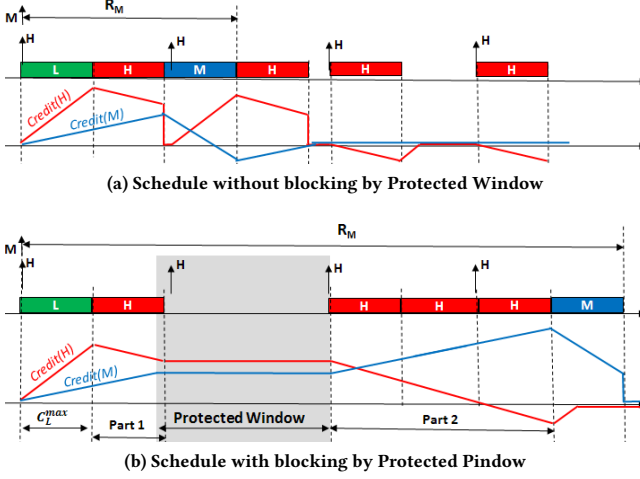 R_M
M H H H H
L H M H H H
Credit(H)
Credit(M)
(a) Schedule without blocking by Protected Window
R_M
M
H H H H
L H H H H M
Credit(H)
Credit(M)
C_L^max Part 1 Protected Window Part 2
(b) Schedule with blocking by Protected Pindow